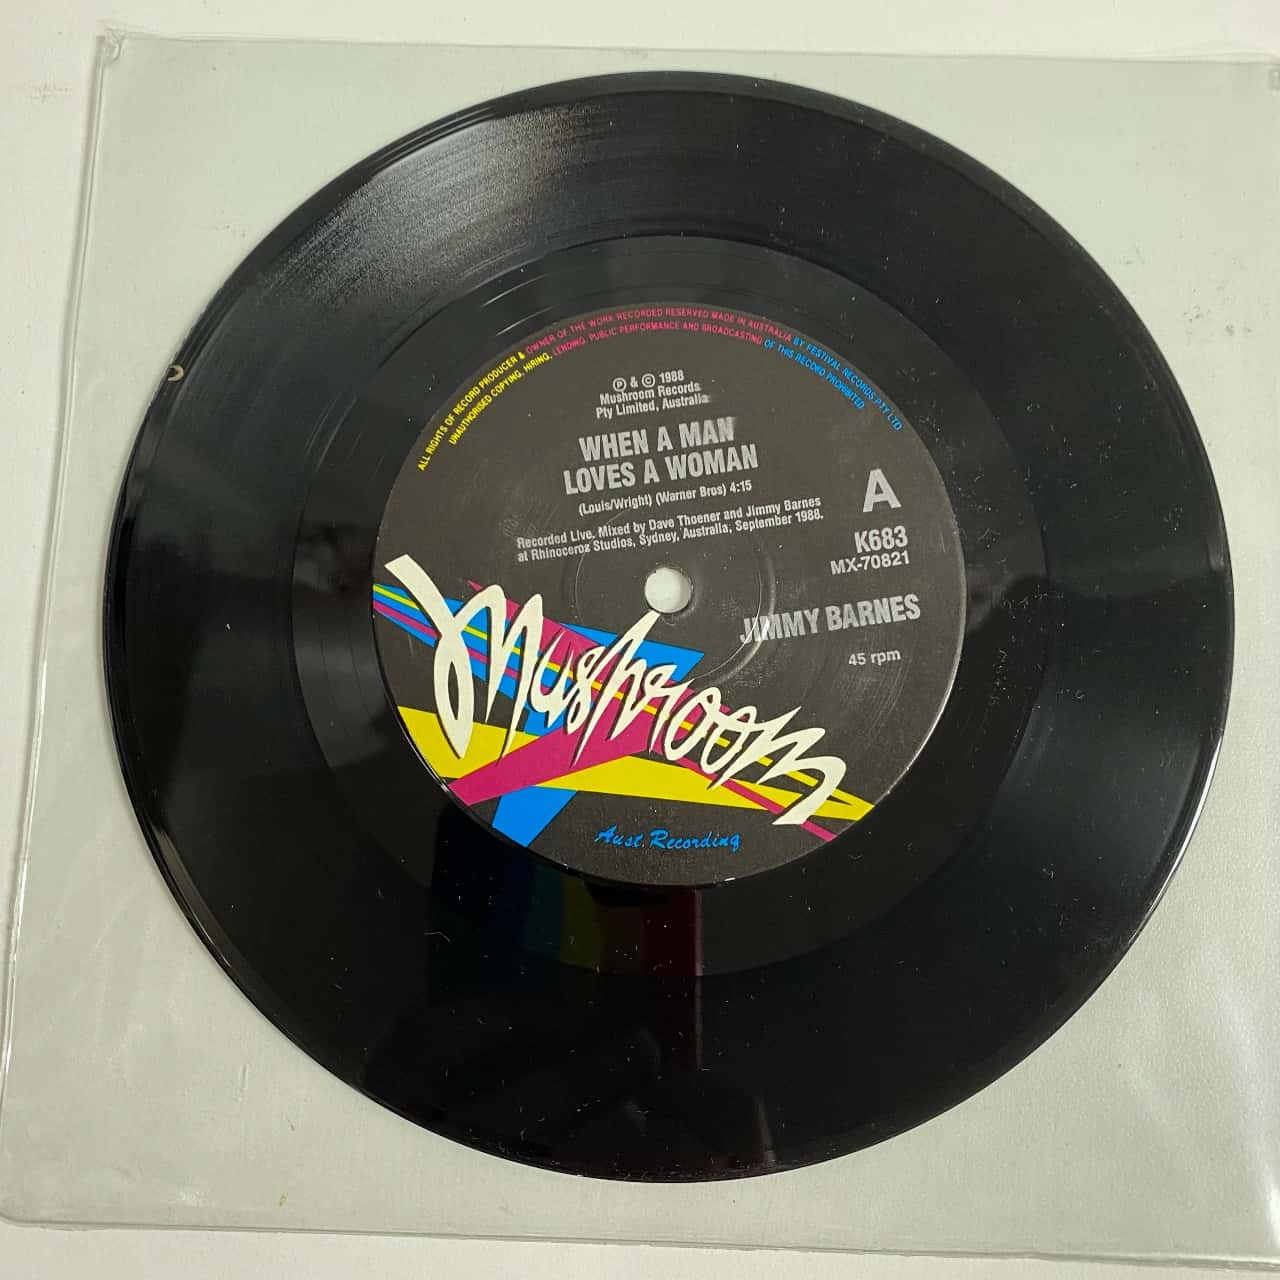 ALL RIGHTS OF RECORD PRODUCER & OWNER OF THE WORK RECORDED RESERVED MADE IN AUSTRALIA BY FESTIVAL RECORDS PTY LTD
UNAUTHORISED COPYING, HIRING, LENDING, PUBLIC PERFORMANCE AND BROADCASTING OF THIS RECORD PROHIBITED
℗ & © 1988
Mushroom Records
Pty Limited, Australia
WHEN A MAN
LOVES A WOMAN
(Louis/Wright) (Warner Bros) 4:15
Recorded Live. Mixed by Dave Thoener and Jimmy Barnes
at Rhinoceroz Studios, Sydney, Australia, September 1988.
A
K683
MX-70821
JIMMY BARNES
45 rpm
Mushroom
Aust. Recording